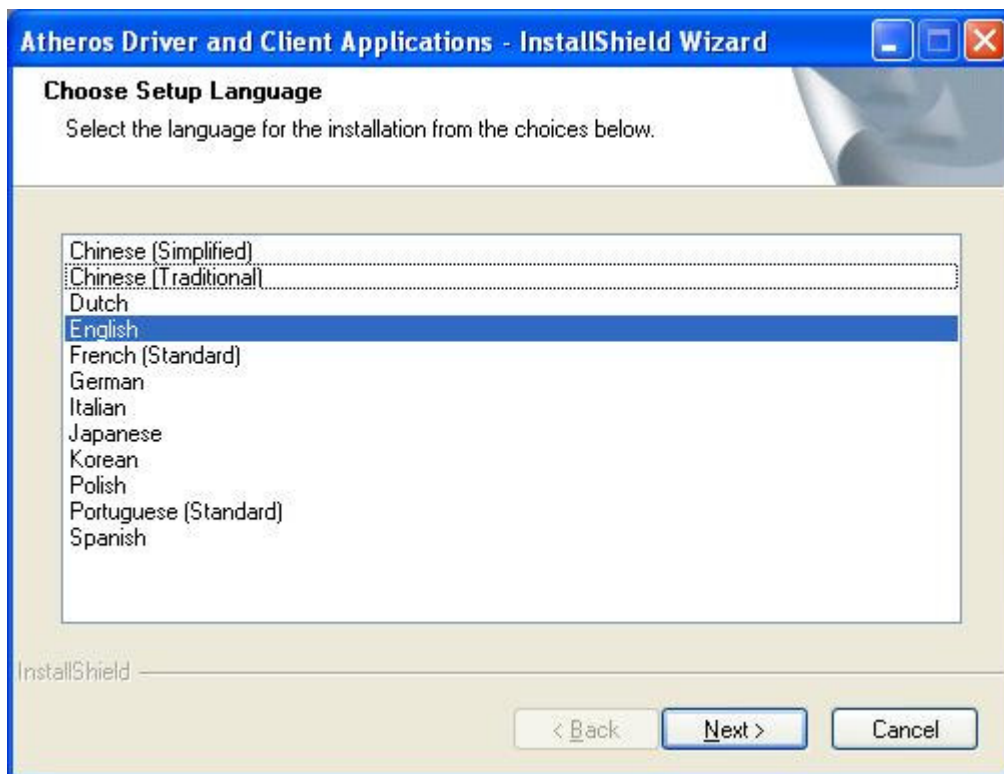 Atheros Driver and Client Applications - InstallShield Wizard
Choose Setup Language
Select the language for the installation from the choices below.
Chinese (Simplified)
Chinese (Traditional)
Dutch
English
French (Standard)
German
Italian
Japanese
Korean
Polish
Portuguese (Standard)
Spanish
InstallShield
< Back Next > Cancel